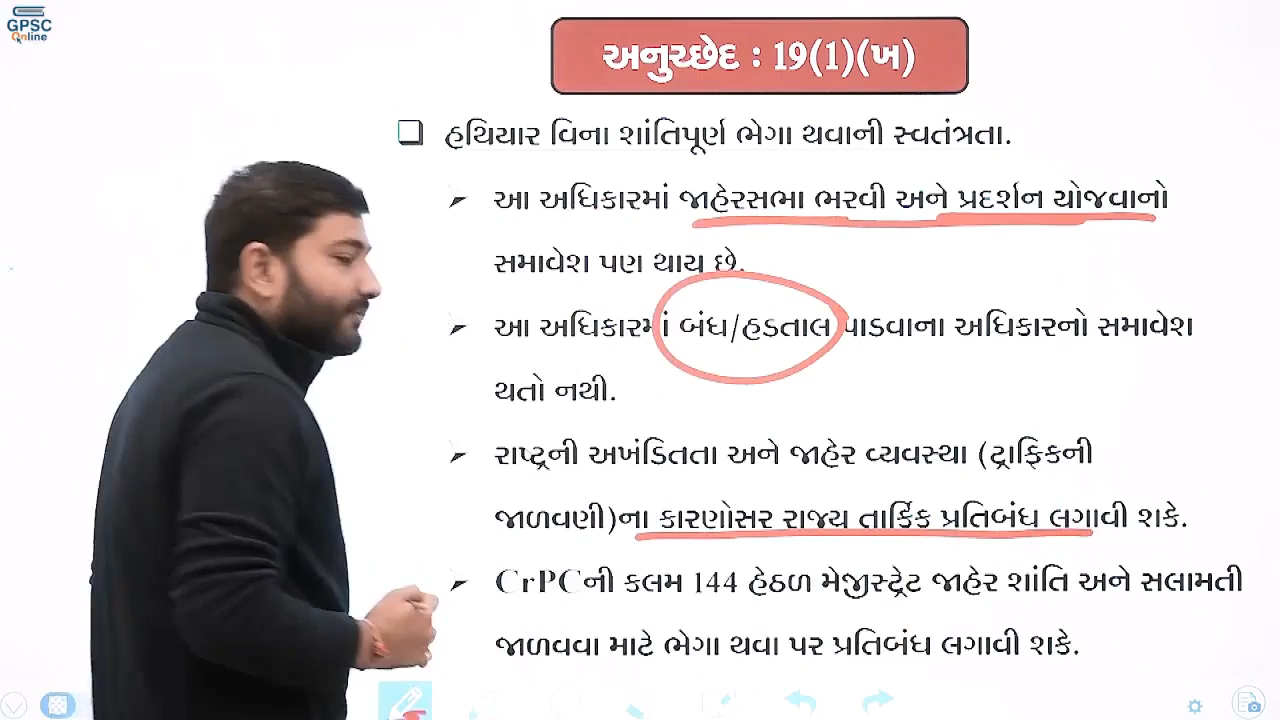 GPSC
Online
અનુચ્છેદ : 19(1)(ખ)
હથિયાર વિના શાંતિપૂર્ણ ભેગા થવાની સ્વતંત્રતા.
આ અધિકારમાં જાહેરસભા ભરવી અને પ્રદર્શન યોજવાનો
સમાવેશ પણ થાય છે.
આ અધિકારમાં બંધ/હડતાલ પાડવાના અધિકારનો સમાવેશ
થતો નથી.
રાષ્ટ્રની અખંડિતતા અને જાહેર વ્યવસ્થા (ટ્રાફિકની
જાળવણી)ના કારણોસર રાજ્ય તાર્કિક પ્રતિબંધ લગાવી શકે.
CrPCની કલમ 144 હેઠળ મેજીસ્ટ્રેટ જાહેર શાંતિ અને સલામતી
જાળવવા માટે ભેગા થવા પર પ્રતિબંધ લગાવી શકે.